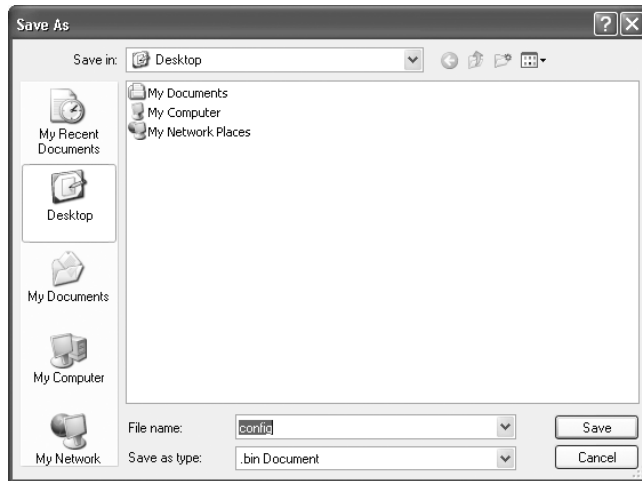 Save As
Save in: Desktop
My Documents
My Computer
My Network Places
My Recent
Documents
Desktop
My Documents
My Computer
My Network
File name: config Save
Save as type: .bin Document Cancel